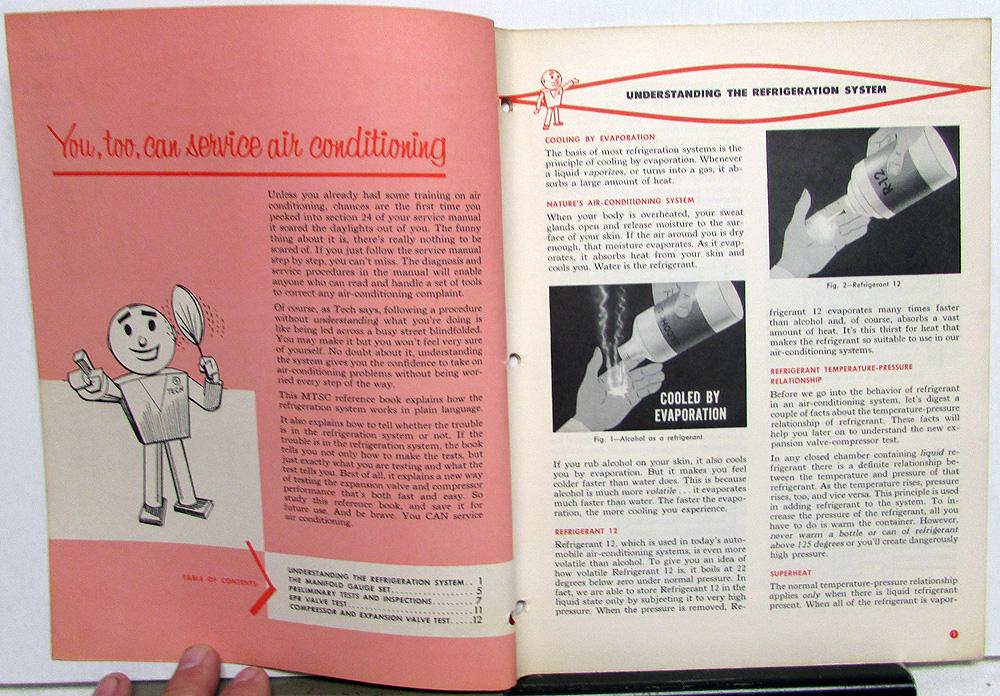 You, too, can service air conditioning
Unless you already had some training on air
conditioning, chances are the first time you
peeked into section 24 of your service manual
it scared the daylights out of you. The funny
thing about it, there's really nothing to be
scared of. If you just follow the service manual
step by step, you can't miss. The diagnosis and
service procedures in the manual will enable
anyone who can read and handle a set of tools
to correct any air-conditioning complaint.
Of course, as Tech says, following a procedure
without understanding what you're doing is
like being led across a busy street blindfolded.
You may make it but you won't feel very sure
of yourself. No doubt about it, understanding
the system gives you the confidence to take on
air-conditioning problems without being wor-
ried every step of the way.
This MTSC reference book explains how the
refrigeration system works in plain language.
It also explains how to tell whether the trouble
is in the refrigeration system or not. If the
trouble is in the refrigeration system, the book
tells you not only how to make the tests, but
just exactly what you are testing and what the
test tells you. Best of all, it explains a new way
of testing the expansion valve and compressor
performance that's both fast and easy. So
study this reference book, and save it for
future use. And be brave. You CAN service
air conditioning.
TECH
TABLE OF CONTENTS
UNDERSTANDING THE REFRIGERATION SYSTEM.. 1
THE MANIFOLD GAUGE SET..................... 5
PRELIMINARY TESTS AND INSPECTIONS......... 7
EPR VALVE TEST............................. 11
COMPRESSOR AND EXPANSION VALVE TEST.....12
UNDERSTANDING THE REFRIGERATION SYSTEM
COOLING BY EVAPORATION
The basis of most refrigeration systems is the
principle of cooling by evaporation. Whenever
a liquid vaporizes, or turns into a gas, it ab-
sorbs a large amount of heat.
NATURE'S AIR-CONDITIONING SYSTEM
When your body is overheated, your sweat
glands open and release moisture to the sur-
face of your skin. If the air around you is dry
enough, that moisture evaporates. As it evap-
orates, it absorbs heat from your skin and
cools you. Water is the refrigerant.
ALCOHOL
COOLED BY
EVAPORATION
Fig. 1—Alcohol as a refrigerant
If you rub alcohol on your skin, it also cools
you by evaporation. But it makes you feel
colder faster than water does. This is because
alcohol is much more volatile . . . it evaporates
much faster than water. The faster the evapo-
ration, the more cooling you experience.
REFRIGERANT 12
Refrigerant 12, which is used in today's auto-
mobile air-conditioning systems, is even more
volatile than alcohol. To give you an idea of
how volatile Refrigerant 12 is, it boils at 22
degrees below zero under normal pressure. In
fact, we are able to store Refrigerant 12 in the
liquid state only by subjecting it to very high
pressure. When the pressure is removed, Re-
R-12
Fig. 2—Refrigerant 12
frigerant 12 evaporates many times faster
than alcohol and, of course, absorbs a vast
amount of heat. It's this thirst for heat that
makes the refrigerant so suitable to use in our
air-conditioning systems.
REFRIGERANT TEMPERATURE-PRESSURE
RELATIONSHIP
Before we go into the behavior of refrigerant
in an air-conditioning system, let's digest a
couple of facts about the temperature-pressure
relationship of refrigerant. These facts will
help you later on to understand the new ex-
pansion valve-compressor test.
In any closed chamber containing liquid re-
frigerant there is a definite relationship be-
tween the temperature and pressure of that
refrigerant. As the temperature rises, pressure
rises, too, and vice versa. This principle is used
in adding refrigerant to the system. To in-
crease the pressure of the refrigerant, all you
have to do is warm the container. However,
never warm a bottle or can of refrigerant
above 125 degrees or you'll create dangerously
high pressure.
SUPERHEAT
The normal temperature-pressure relationship
applies only when there is liquid refrigerant
present. When all of the refrigerant is vapor-
1